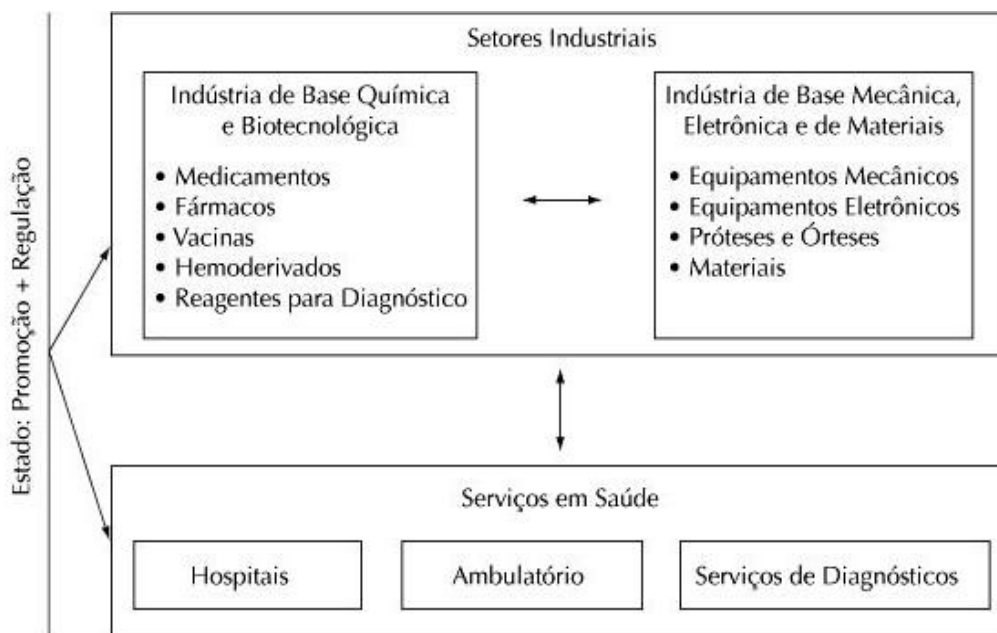 Estado: Promoção + Regulação
Setores Industriais
Indústria de Base Química
e Biotecnológica
• Medicamentos
• Fármacos
• Vacinas
• Hemoderivados
• Reagentes para Diagnóstico
Indústria de Base Mecânica,
Eletrônica e de Materiais
• Equipamentos Mecânicos
• Equipamentos Eletrônicos
• Próteses e Órteses
• Materiais
Serviços em Saúde
Hospitais
Ambulatório
Serviços de Diagnósticos